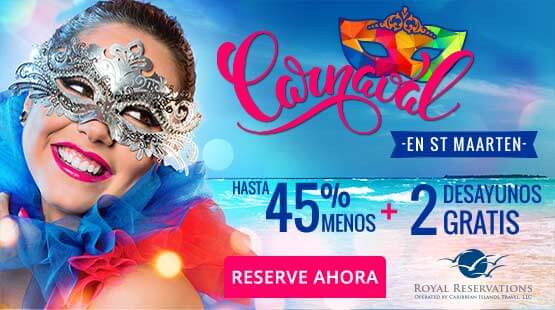 Carnaval
-EN ST MAARTEN-
HASTA 45% MENOS + 2 DESAYUNOS GRATIS
RESERVE AHORA
ROYAL RESERVATIONS
OPERATED BY CARIBBEAN ISLANDS TRAVEL, LLC